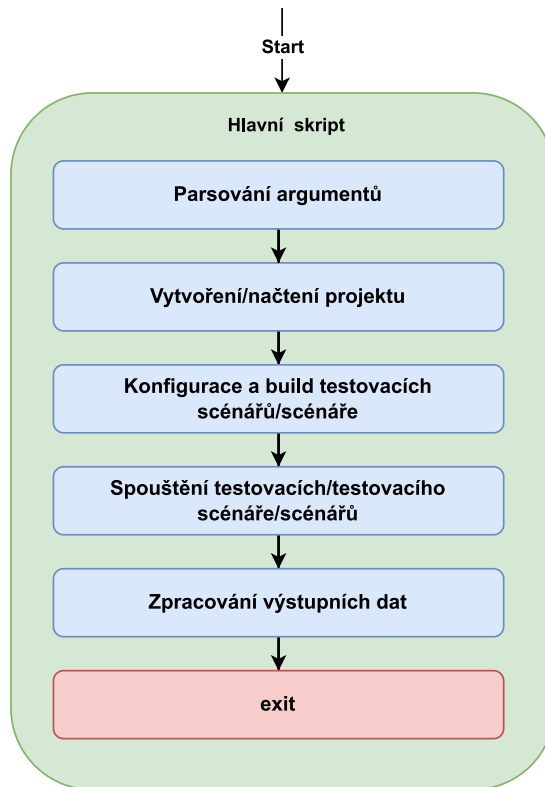 Start
Hlavní skript
Parsování argumentů
Vytvoření/načtení projektu
Konfigurace a build testovacích
scénářů/scénáře
Spouštění testovacích/testovacího
scénáře/scénářů
Zpracování výstupních dat
exit